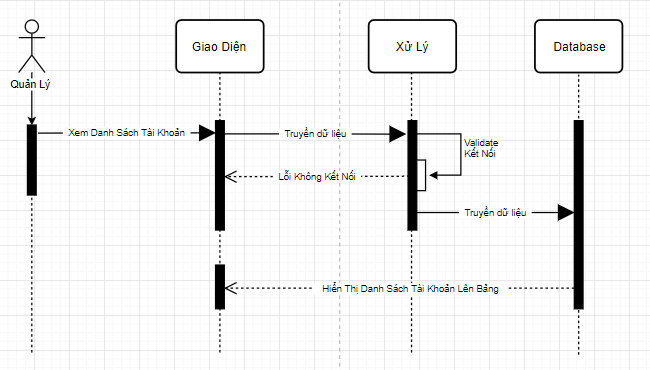 Giao Diện
Xử Lý
Database
Quản Lý
Xem Danh Sách Tài Khoản
Truyền dữ liệu
Validate
Kết Nối
Lỗi Không Kết Nối
Truyền dữ liệu
Hiển Thị Danh Sách Tài Khoản Lên Bảng